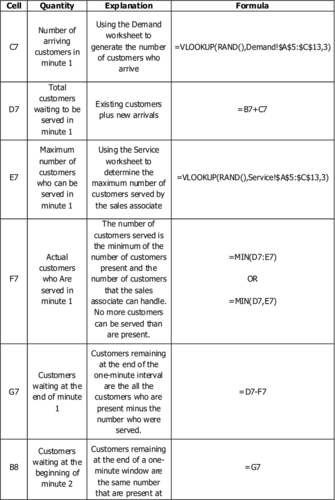 Cell Quantity Explanation Formula
C7
Number of
arriving
customers in
minute 1
Using the Demand
worksheet to
generate the number
of customers who
arrive
=VLOOKUP(RAND(),Demand!$A$5:$C$13,3)
D7
Total
customers
waiting to be
served in
minute 1
Existing customers
plus new arrivals
=B7+C7
E7
Maximum
number of
customers
who can be
served in
minute 1
Using the Service
worksheet to
determine the
maximum number of
customers served by
the sales associate
=VLOOKUP(RAND(),Service!$A$5:$C$13,3)
F7
Actual
customers
who Are
served in
minute 1
The number of
customers served is
the minimum of the
number of customers
present and the
number of
customers that the
sales
associate can handle.
No more customers
can be served than
are present.
=MIN(D7:E7)
OR
=MIN(D7,E7)
G7
Customers
waiting at the
end of minute
1
Customers remaining
at the end of the
one-minute interval
are the all the
customers who are
present minus the
number who were
served.
=D7-F7
B8
Customers
waiting at the
beginning of
minute 2
Customers remaining
at the end of a one-
minute window are
the same number
that are present at
=G7